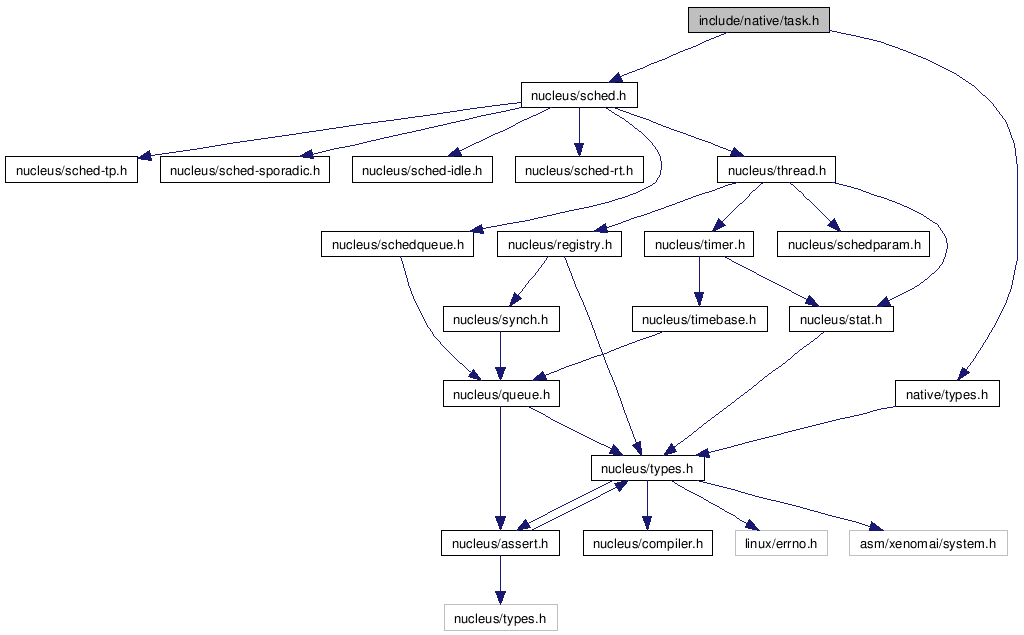 include/native/task.h
nucleus/sched.h
nucleus/sched-tp.h
nucleus/sched-sporadic.h
nucleus/sched-idle.h
nucleus/sched-rt.h
nucleus/thread.h
nucleus/schedqueue.h
nucleus/registry.h
nucleus/timer.h
nucleus/schedparam.h
nucleus/synch.h
nucleus/timebase.h
nucleus/stat.h
nucleus/queue.h
native/types.h
nucleus/types.h
nucleus/assert.h
nucleus/compiler.h
linux/errno.h
asm/xenomai/system.h
nucleus/types.h